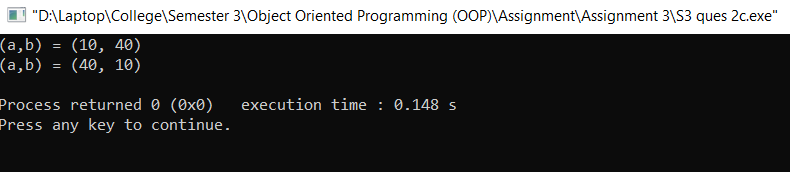 "D:\Laptop\College\Semester 3\Object Oriented Programming (OOP)\Assignment\Assignment 3\S3 ques 2c.exe"
(a,b) = (10, 40)
(a,b) = (40, 10)
Process returned 0 (0x0)   execution time : 0.148 s
Press any key to continue.